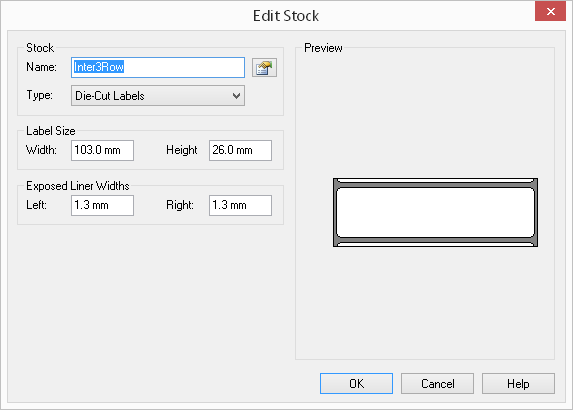 Edit Stock
Stock
Name: Inter3Row
Type: Die-Cut Labels
Label Size
Width: 103.0 mm Height 26.0 mm
Exposed Liner Widths
Left: 1.3 mm Right: 1.3 mm
Preview
OK Cancel Help